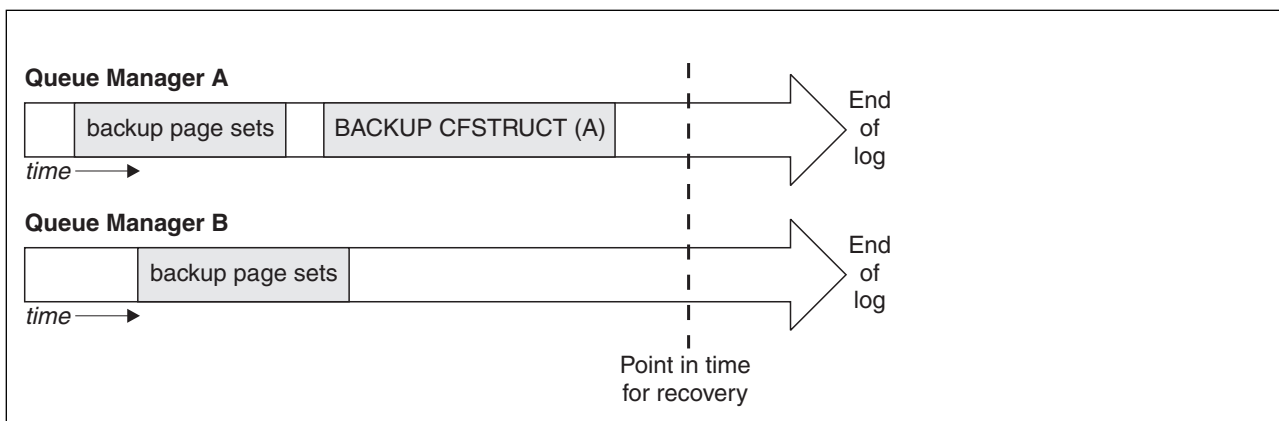 Queue Manager A
backup page sets
BACKUP CFSTRUCT (A)
End
of
log
time
Queue Manager B
backup page sets
End
of
log
time
Point in time
for recovery